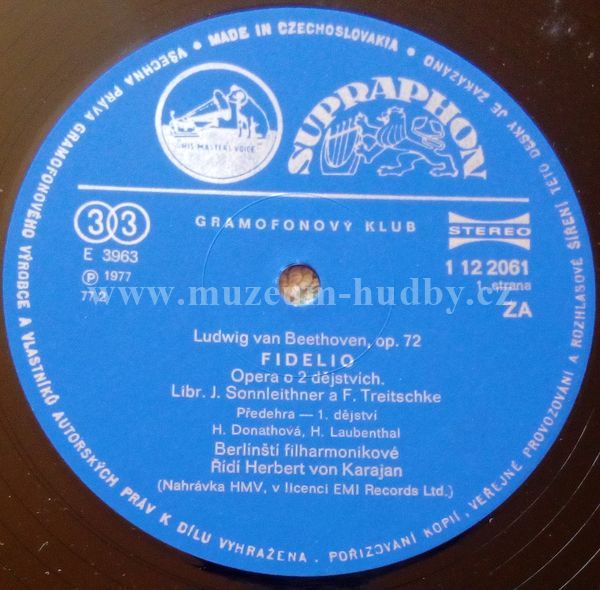 VŠECHNA PRÁVA GRAMOFONOVÉHO VÝROBCE A VLASTNÍKŮ AUTORSKÝCH PRÁV K DÍLU VYHRAŽENA. POŘIZOVÁNÍ KOPIÍ, VEŘEJNÉ PROVOZOVÁNÍ A ROZHLASOVÉ ŠÍŘENÍ TÉTO DESKY JE ZAKÁZÁNO
• MADE IN CZECHOSLOVAKIA •
HIS MASTER'S VOICE
SUPRAPHON
33
GRAMOFONOVÝ KLUB
STEREO
E 3963
℗ 1977
77.2
1 12 2061
1. strana
ZA
www.muzeum-hudby.cz
Ludwig van Beethoven, op. 72
FIDELIO
Opera o 2 dějstvích.
Libr. J. Sonnleithner a F. Treitschke
Předehra — 1. dějství
H. Donathová, H. Laubenthal
Berlínští filharmonikové
Řídí Herbert von Karajan
(Nahrávka HMV, v licenci EMI Records Ltd.)